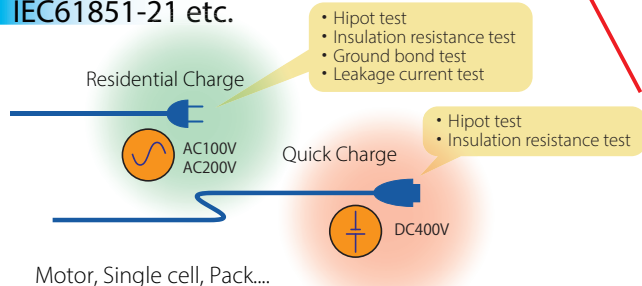 IEC61851-21 etc.
• Hipot test
• Insulation resistance test
• Ground bond test
• Leakage current test
Residential Charge
AC100V
AC200V
• Hipot test
• Insulation resistance test
Quick Charge
DC400V
Motor, Single cell, Pack....